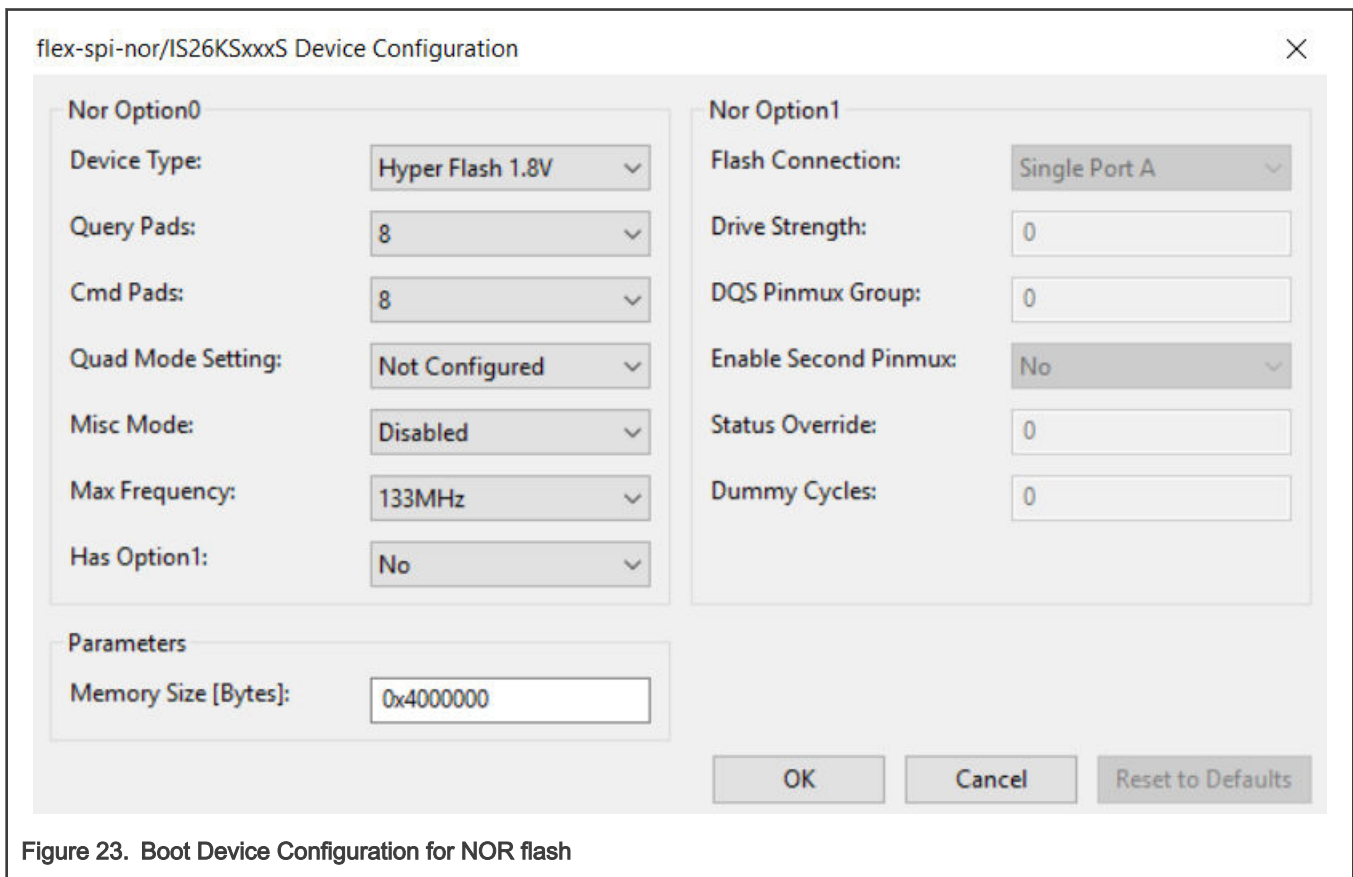 flex-spi-nor/IS26KSxxxS Device Configuration
Nor Option0
Device Type: Hyper Flash 1.8V
Query Pads: 8
Cmd Pads: 8
Quad Mode Setting: Not Configured
Misc Mode: Disabled
Max Frequency: 133MHz
Has Option1: No
Nor Option1
Flash Connection: Single Port A
Drive Strength: 0
DQS Pinmux Group: 0
Enable Second Pinmux: No
Status Override: 0
Dummy Cycles: 0
Parameters
Memory Size [Bytes]: 0x4000000
OK Cancel Reset to Defaults
Figure 23. Boot Device Configuration for NOR flash